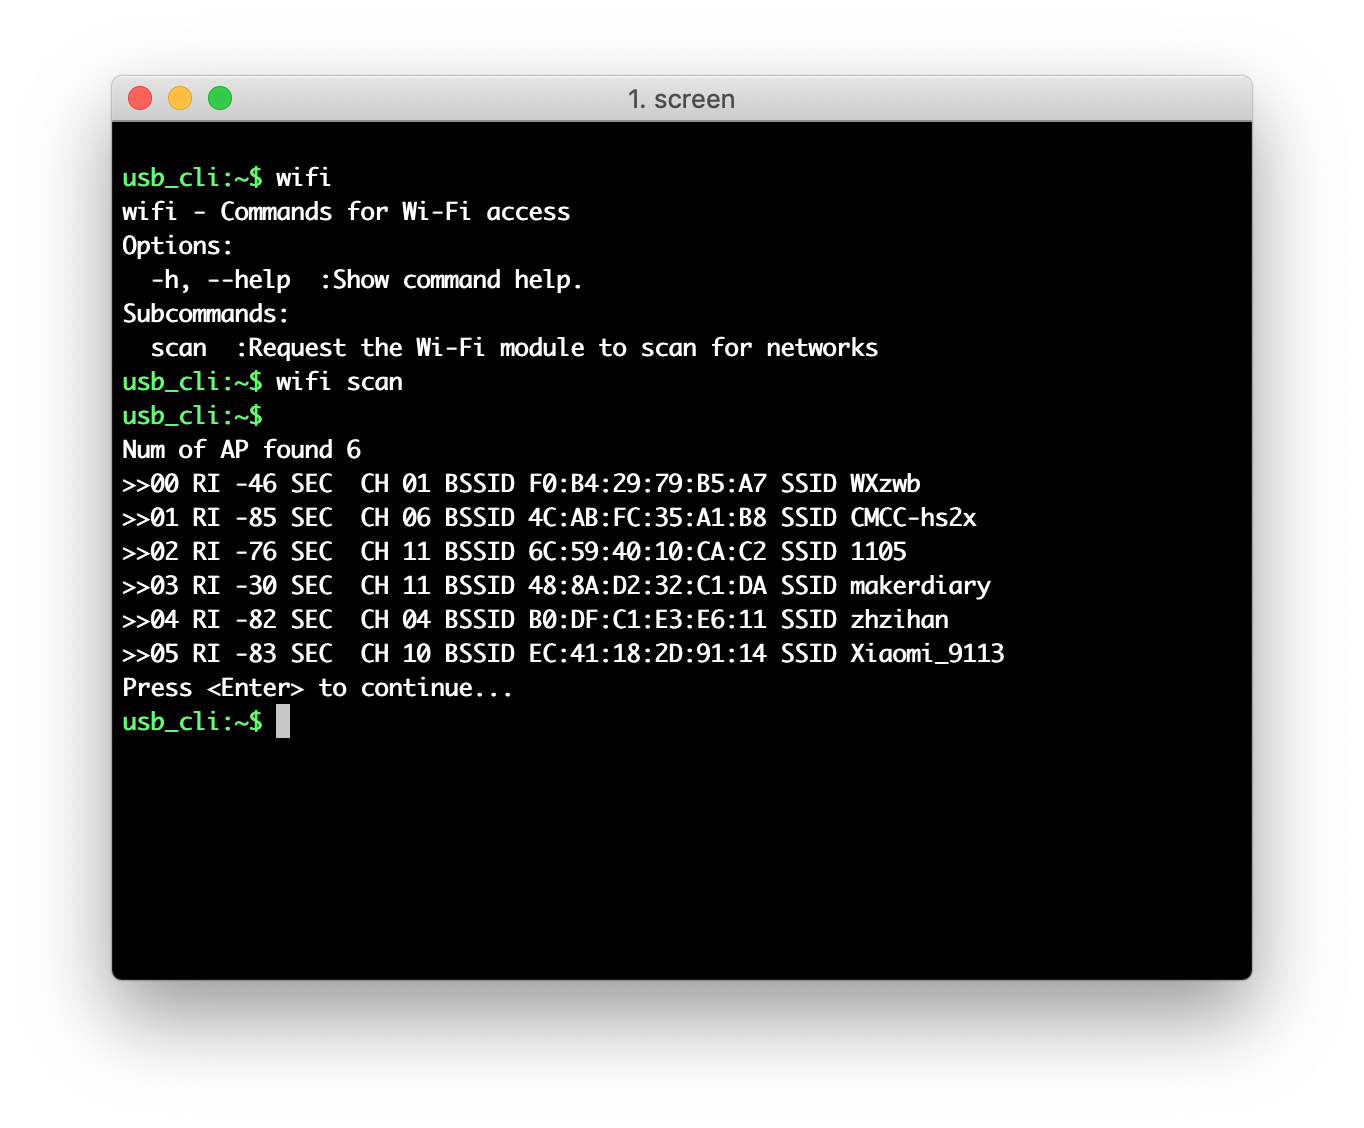 1. screen
usb_cli:~$ wifi
wifi - Commands for Wi-Fi access
Options:
  -h, --help  :Show command help.
Subcommands:
  scan  :Request the Wi-Fi module to scan for networks
usb_cli:~$ wifi scan
usb_cli:~$
Num of AP found 6
>>00 RI -46 SEC  CH 01 BSSID F0:B4:29:79:B5:A7 SSID WXzwb
>>01 RI -85 SEC  CH 06 BSSID 4C:AB:FC:35:A1:B8 SSID CMCC-hs2x
>>02 RI -76 SEC  CH 11 BSSID 6C:59:40:10:CA:C2 SSID 1105
>>03 RI -30 SEC  CH 11 BSSID 48:8A:D2:32:C1:DA SSID makerdiary
>>04 RI -82 SEC  CH 04 BSSID B0:DF:C1:E3:E6:11 SSID zhzihan
>>05 RI -83 SEC  CH 10 BSSID EC:41:18:2D:91:14 SSID Xiaomi_9113
Press <Enter> to continue...
usb_cli:~$